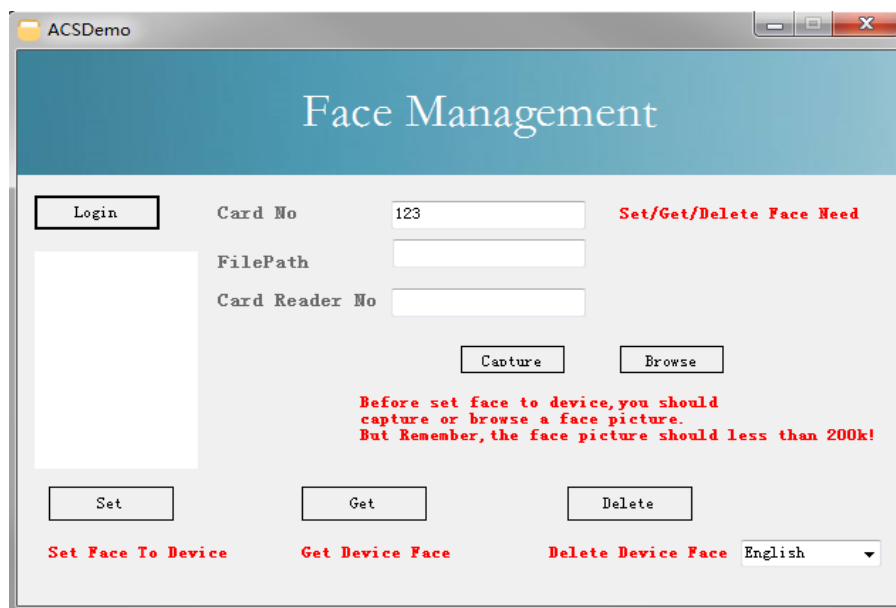 ACSDemo
Face Management
Login
Card No
123
Set/Get/Delete Face Need
FilePath
Card Reader No
Capture
Browse
Before set face to device,you should
capture or browse a face picture.
But Remember,the face picture should less than 200k!
Set
Get
Delete
Set Face To Device
Get Device Face
Delete Device Face
English